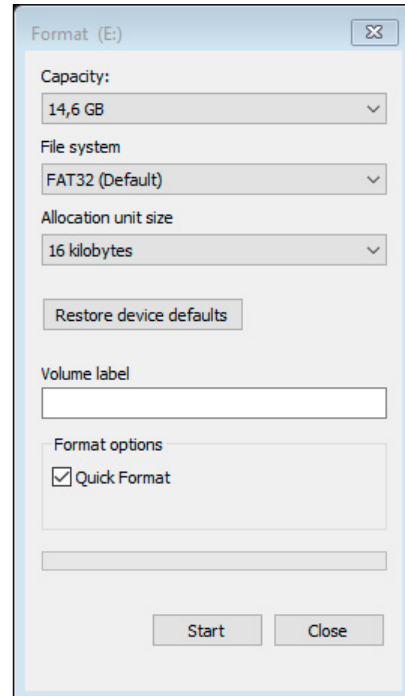 Format (E:)
Capacity:
14,6 GB
File system
FAT32 (Default)
Allocation unit size
16 kilobytes
Restore device defaults
Volume label
Format options
Quick Format
Start
Close